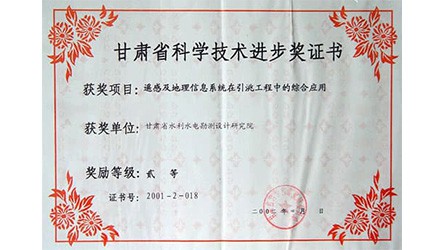 甘肃省科学技术进步奖证书
获奖项目: 遥感及地理信息系统在引洮工程中的综合应用
获奖单位: 甘肃省水利水电勘测设计研究院
奖励等级: 贰 等
证书号: 2001-2-018
月 日